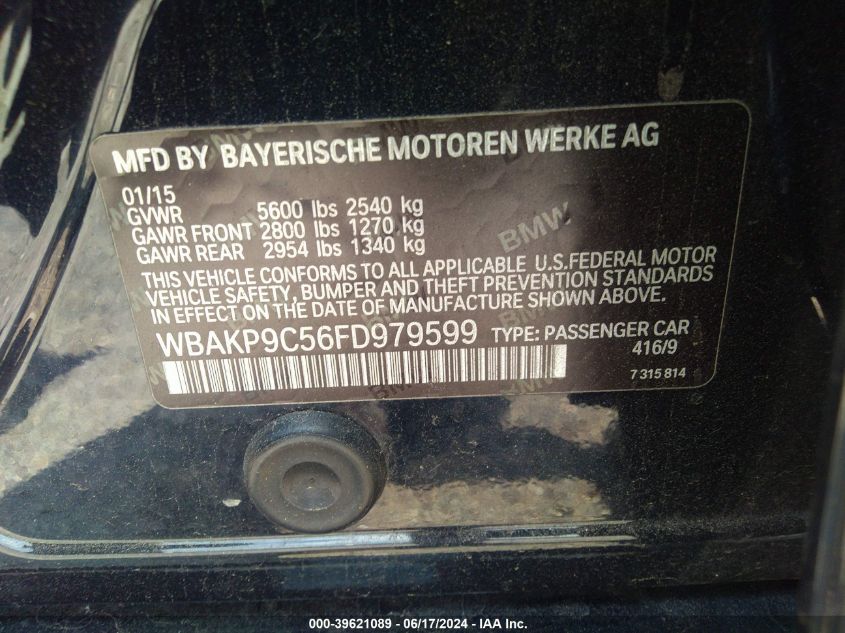 MFD BY BAYERISCHE MOTOREN WERKE AG
01/15
GVWR 5600 lbs 2540 kg
GAWR FRONT 2800 lbs 1270 kg
GAWR REAR 2954 lbs 1340 kg
THIS VEHICLE CONFORMS TO ALL APPLICABLE U.S.FEDERAL MOTOR
VEHICLE SAFETY, BUMPER AND THEFT PREVENTION STANDARDS
IN EFFECT ON THE DATE OF MANUFACTURE SHOWN ABOVE.
WBAKP9C56FD979599 TYPE: PASSENGER CAR
416/9
7 315 814
BMW
000-39621089 - 06/17/2024 - IAA Inc.